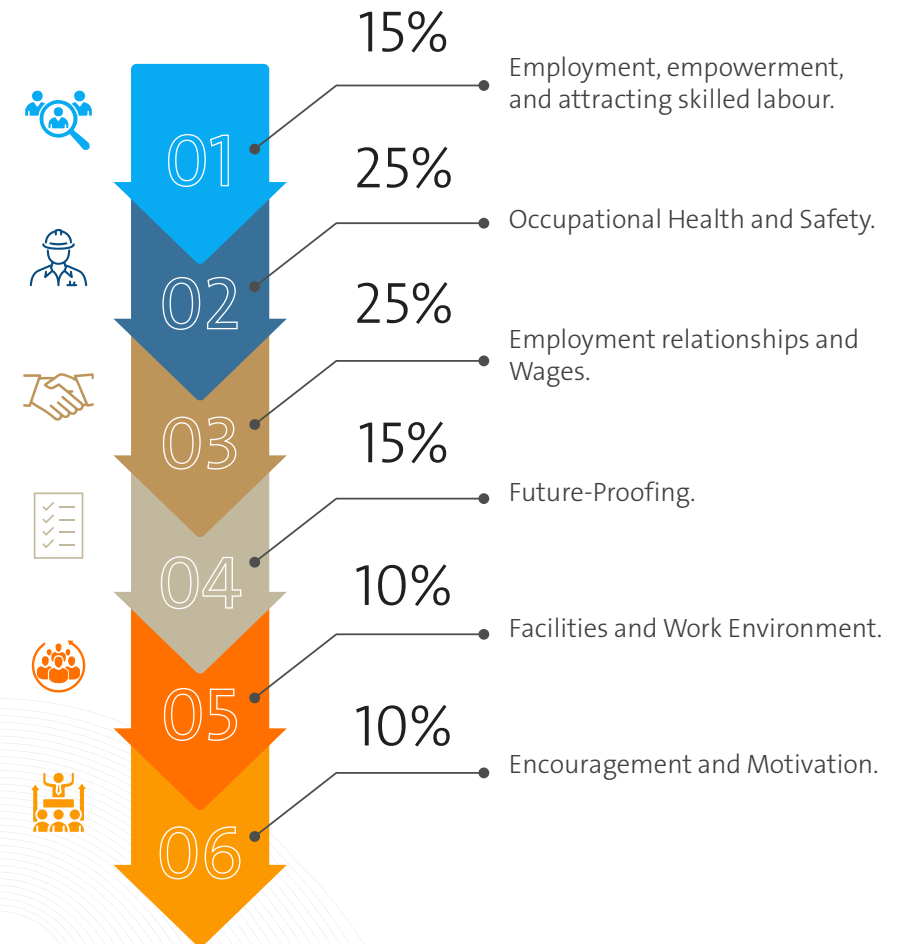 15%
Employment, empowerment,
and attracting skilled labour.
01
25%
Occupational Health and Safety.
02
25%
Employment relationships and
Wages.
03
15%
Future-Proofing.
04
10%
Facilities and Work Environment.
05
10%
Encouragement and Motivation.
06